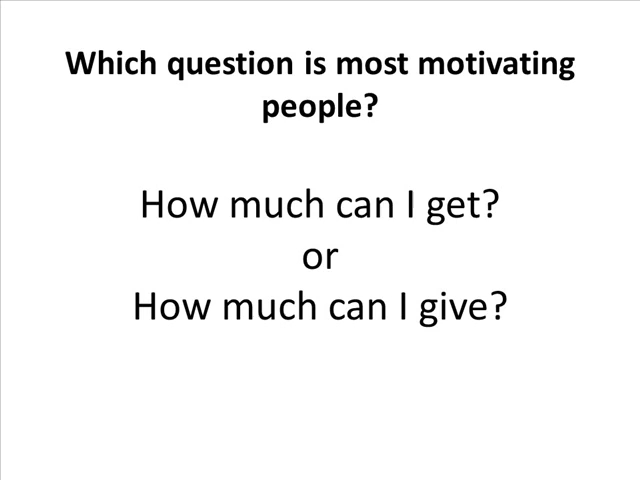 Which question is most motivating
people?
How much can I get?
or
How much can I give?